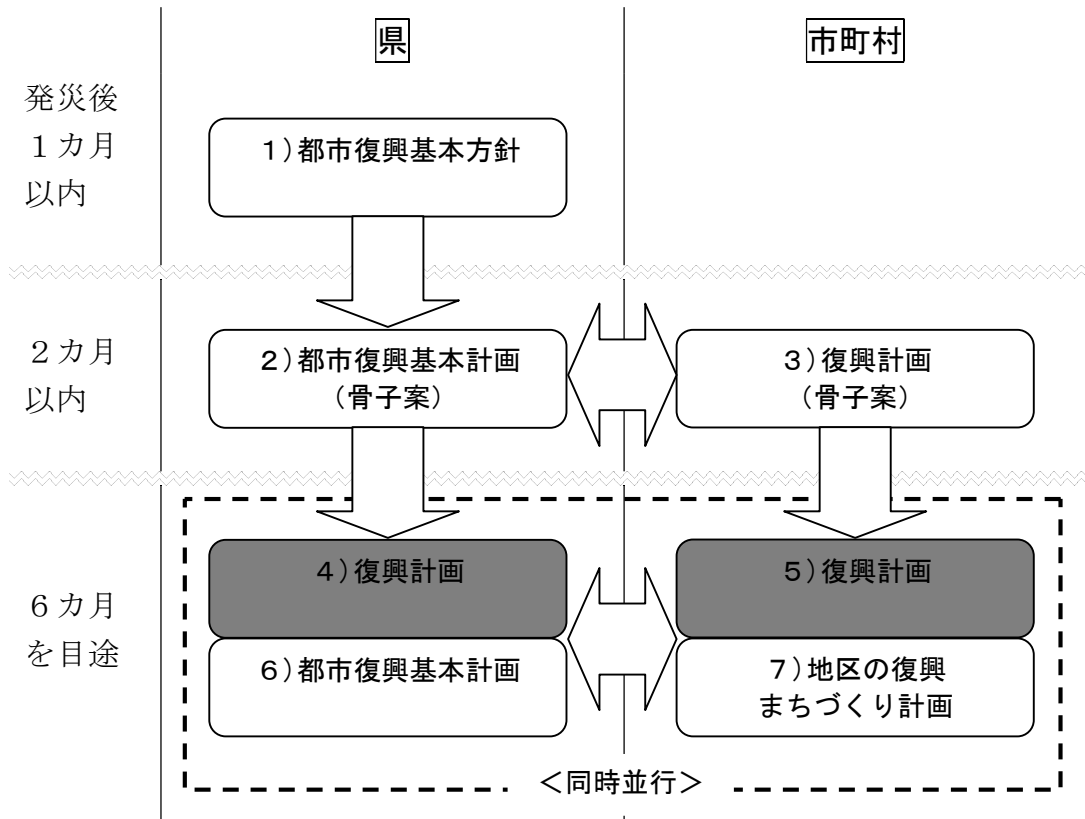 県
市町村
発災後
１カ月
以内
１）都市復興基本方針
２カ月
以内
２）都市復興基本計画
（骨子案）
３）復興計画
（骨子案）
６カ月
を目途
４）復興計画
５）復興計画
６）都市復興基本計画
７）地区の復興
まちづくり計画
＜同時並行＞